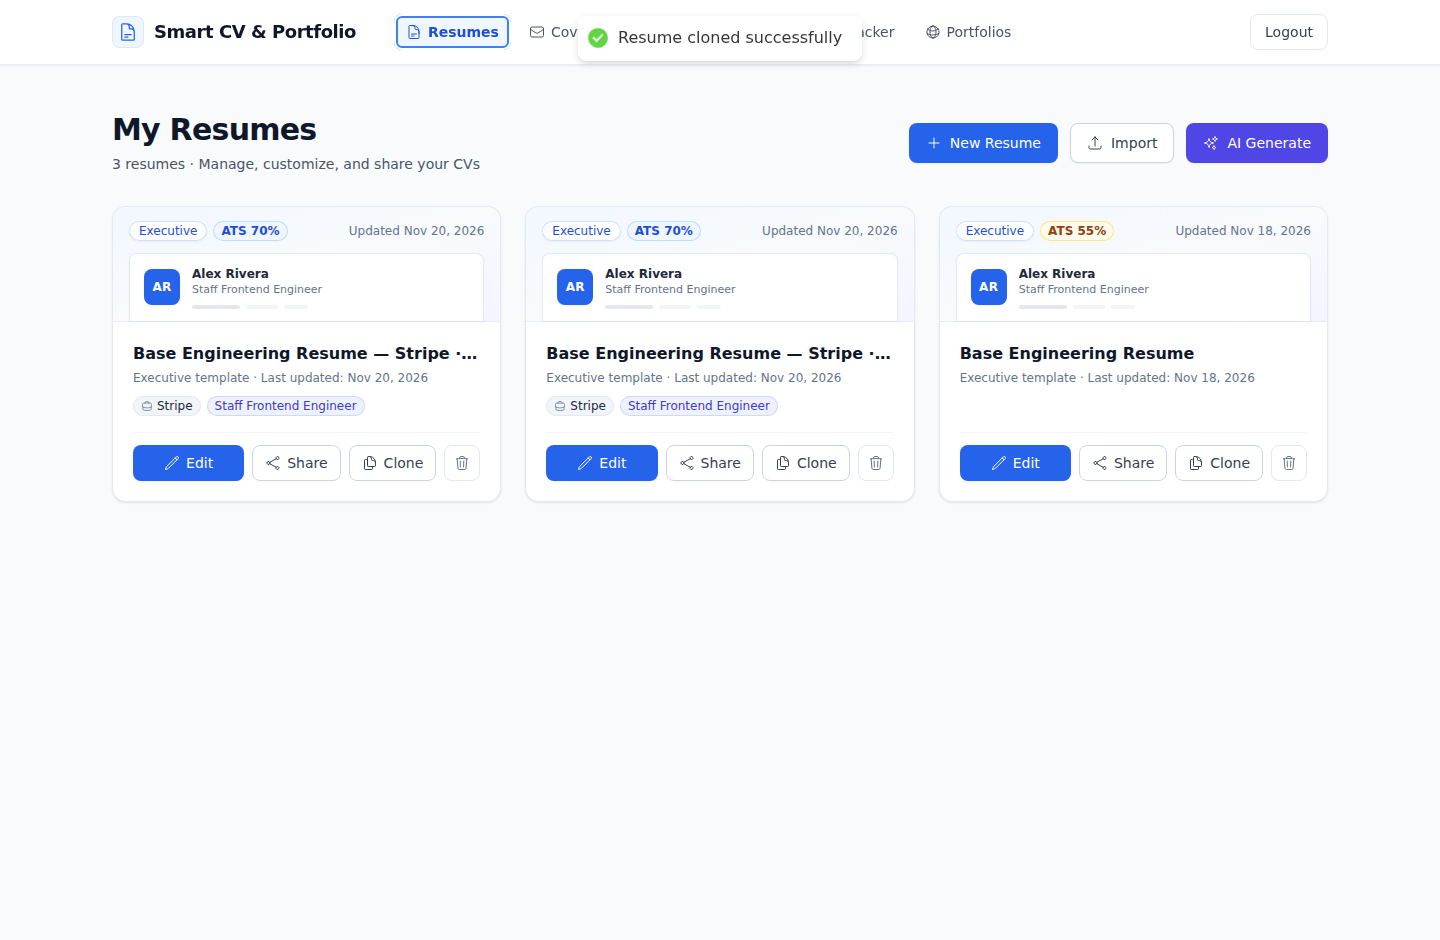 Smart CV & Portfolio
Resumes
Cov
Resume cloned successfully
acker
Portfolios
Logout
My Resumes
3 resumes · Manage, customize, and share your CVs
New Resume
Import
AI Generate
Executive
ATS 70%
Updated Nov 20, 2026
AR
Alex Rivera
Staff Frontend Engineer
Base Engineering Resume — Stripe ·…
Executive template · Last updated: Nov 20, 2026
Stripe
Staff Frontend Engineer
Edit
Share
Clone
Executive
ATS 70%
Updated Nov 20, 2026
AR
Alex Rivera
Staff Frontend Engineer
Base Engineering Resume — Stripe ·…
Executive template · Last updated: Nov 20, 2026
Stripe
Staff Frontend Engineer
Edit
Share
Clone
Executive
ATS 55%
Updated Nov 18, 2026
AR
Alex Rivera
Staff Frontend Engineer
Base Engineering Resume
Executive template · Last updated: Nov 18, 2026
Edit
Share
Clone